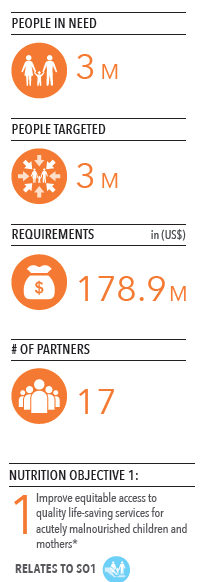 PEOPLE IN NEED
3 M
PEOPLE TARGETED
3 M
REQUIREMENTS in (US$)
$
178.9 M
# OF PARTNERS
17
NUTRITION OBJECTIVE 1:
1
Improve equitable access to
quality life-saving services for
acutely malnourished children and
mothers*
RELATES TO SO1